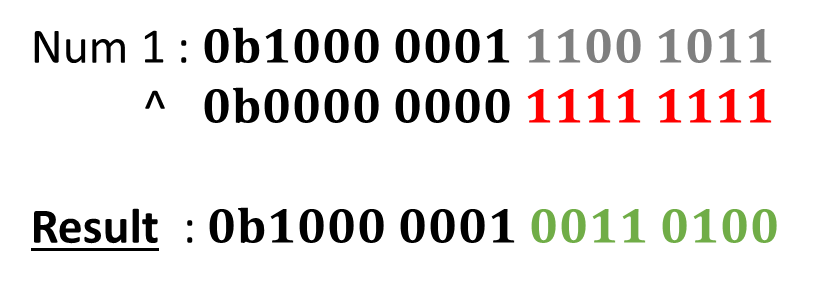 Num 1 : 0b1000 0001 1100 1011
^ 0b0000 0000 1111 1111
Result : 0b1000 0001 0011 0100